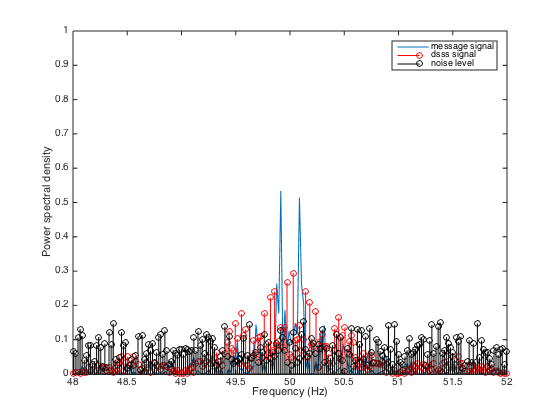 1
0.9
0.8
0.7
0.6
0.5
0.4
0.3
0.2
0.1
0
48 48.5 49 49.5 50 50.5 51 51.5 52
Frequency (Hz)
Power spectral density
message signal
dsss signal
noise level